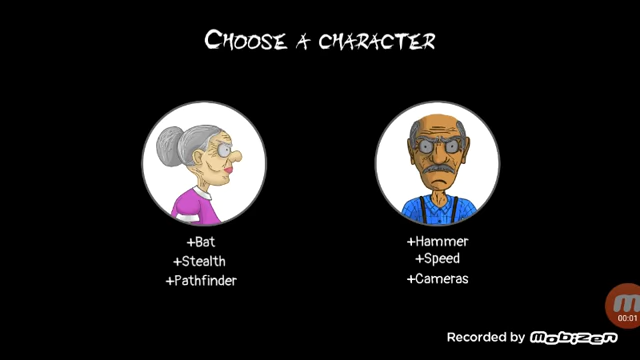 CHOOSE A CHARACTER
+Bat
+Stealth
+Pathfinder
+Hammer
+Speed
+Cameras
00:01
Recorded by mobizen